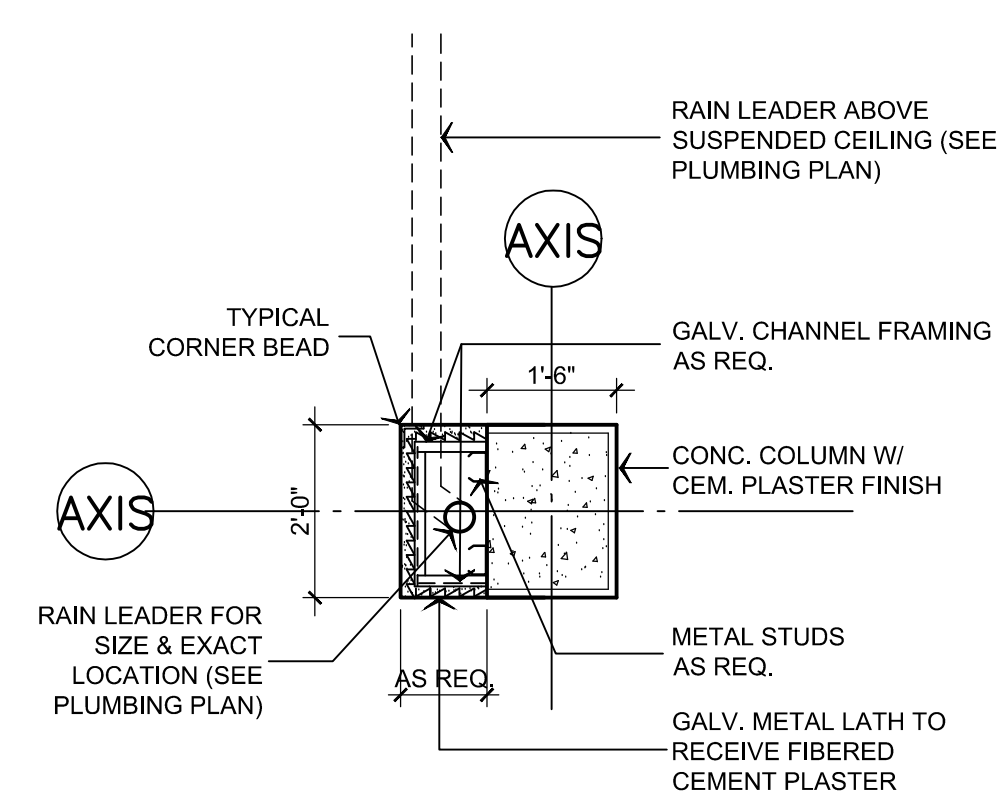 RAIN LEADER ABOVE
SUSPENDED CEILING (SEE
PLUMBING PLAN)
AXIS
TYPICAL
CORNER BEAD
GALV. CHANNEL FRAMING
AS REQ.
1'-6"
CONC. COLUMN W/
CEM. PLASTER FINISH
AXIS
2'-0"
RAIN LEADER FOR
SIZE & EXACT
LOCATION (SEE
PLUMBING PLAN)
AS REQ.
METAL STUDS
AS REQ.
GALV. METAL LATH TO
RECEIVE FIBERED
CEMENT PLASTER